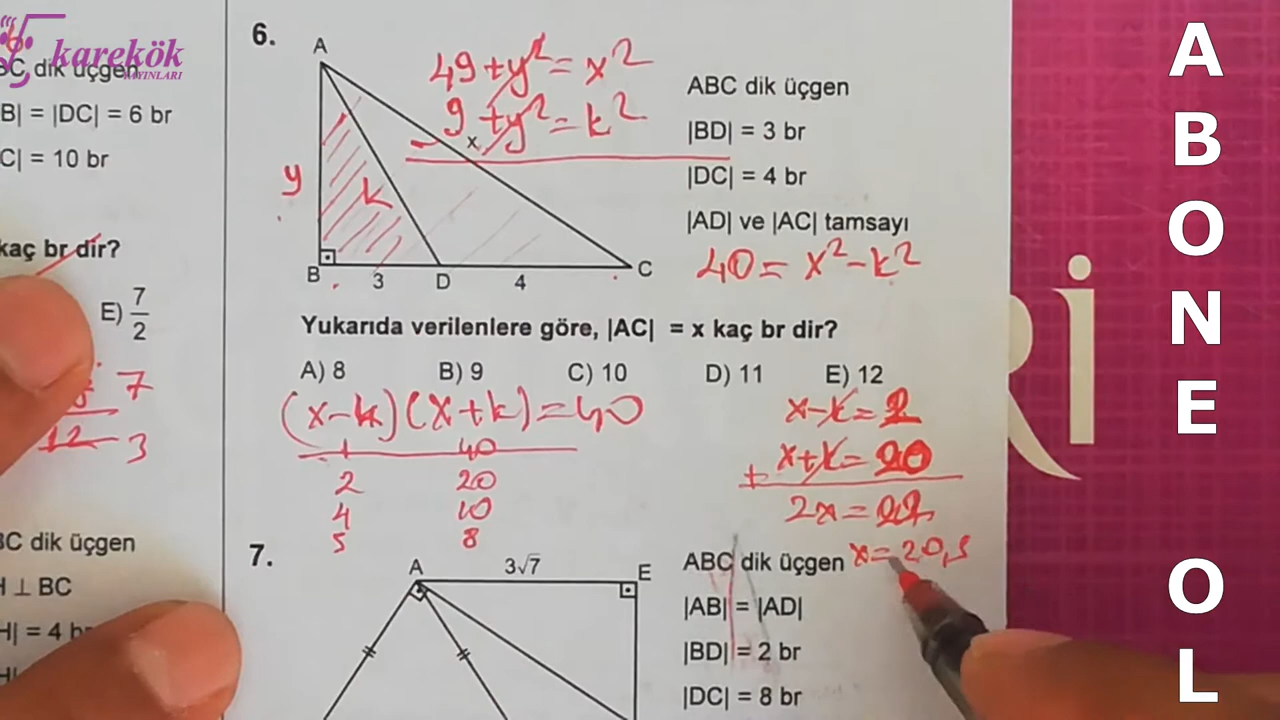 karekök
YAYINLARI
BC dik üçgen
B| = |DC| = 6 br
C| = 10 br
kaç br dir?
E) 7/2
7
12 3
BC dik üçgen
H ⊥ BC
H| = 4 br
6.
A
49 + y² = x²
9 + y² = k²
x
y
k
B
3
D
4
C
ABC dik üçgen
|BD| = 3 br
|DC| = 4 br
|AD| ve |AC| tamsayı
40 = x² - k²
Yukarıda verilenlere göre, |AC| = x kaç br dir?
A) 8 B) 9 C) 10 D) 11 E) 12
(x-k)(x+k) = 40
1 40
2 20
4 10
5 8
x-k = 2
+ x+k = 20
2x = 22
x = 20,5
7.
A
3√7
E
ABC dik üçgen
|AB| = |AD|
|BD| = 2 br
|DC| = 8 br
Ri
ABONE
OL